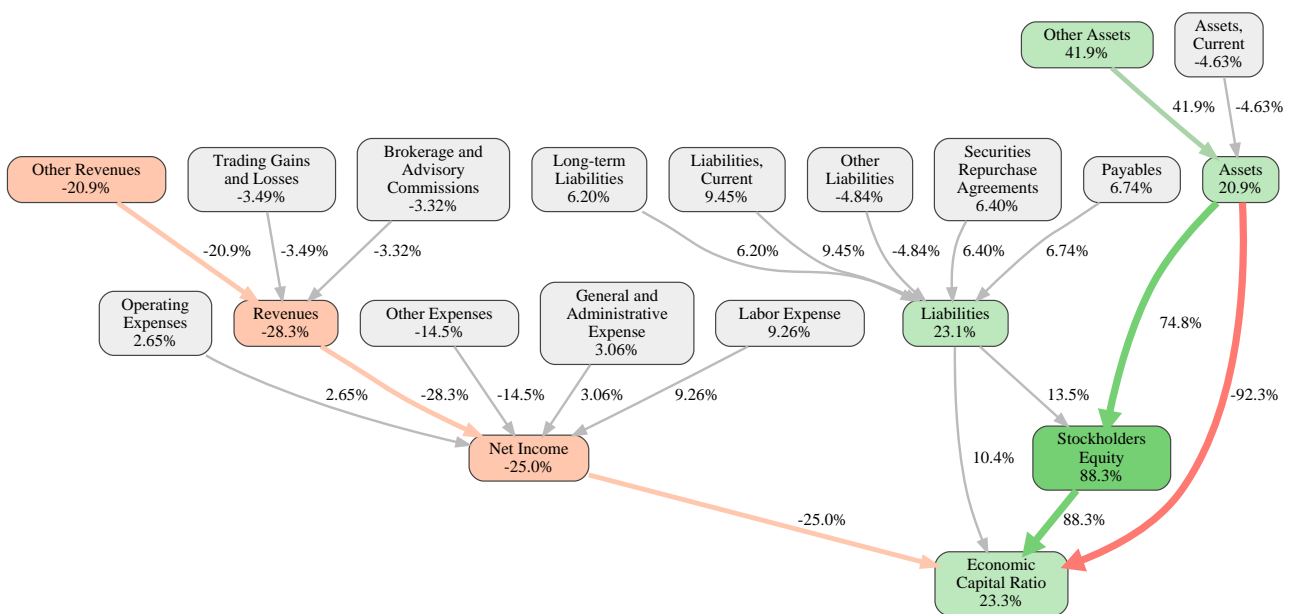 Other Assets
41.9%
Assets,
Current
-4.63%
41.9%
-4.63%
Other Revenues
-20.9%
Trading Gains
and Losses
-3.49%
Brokerage and
Advisory
Commissions
-3.32%
Long-term
Liabilities
6.20%
Liabilities,
Current
9.45%
Other
Liabilities
-4.84%
Securities
Repurchase
Agreements
6.40%
Payables
6.74%
Assets
20.9%
-20.9%
-3.49%
-3.32%
6.20%
9.45%
-4.84%
6.40%
6.74%
Operating
Expenses
2.65%
Revenues
-28.3%
Other Expenses
-14.5%
General and
Administrative
Expense
3.06%
Labor Expense
9.26%
Liabilities
23.1%
74.8%
2.65%
-28.3%
-14.5%
3.06%
9.26%
13.5%
-92.3%
Net Income
-25.0%
10.4%
Stockholders
Equity
88.3%
-25.0%
88.3%
Economic
Capital Ratio
23.3%